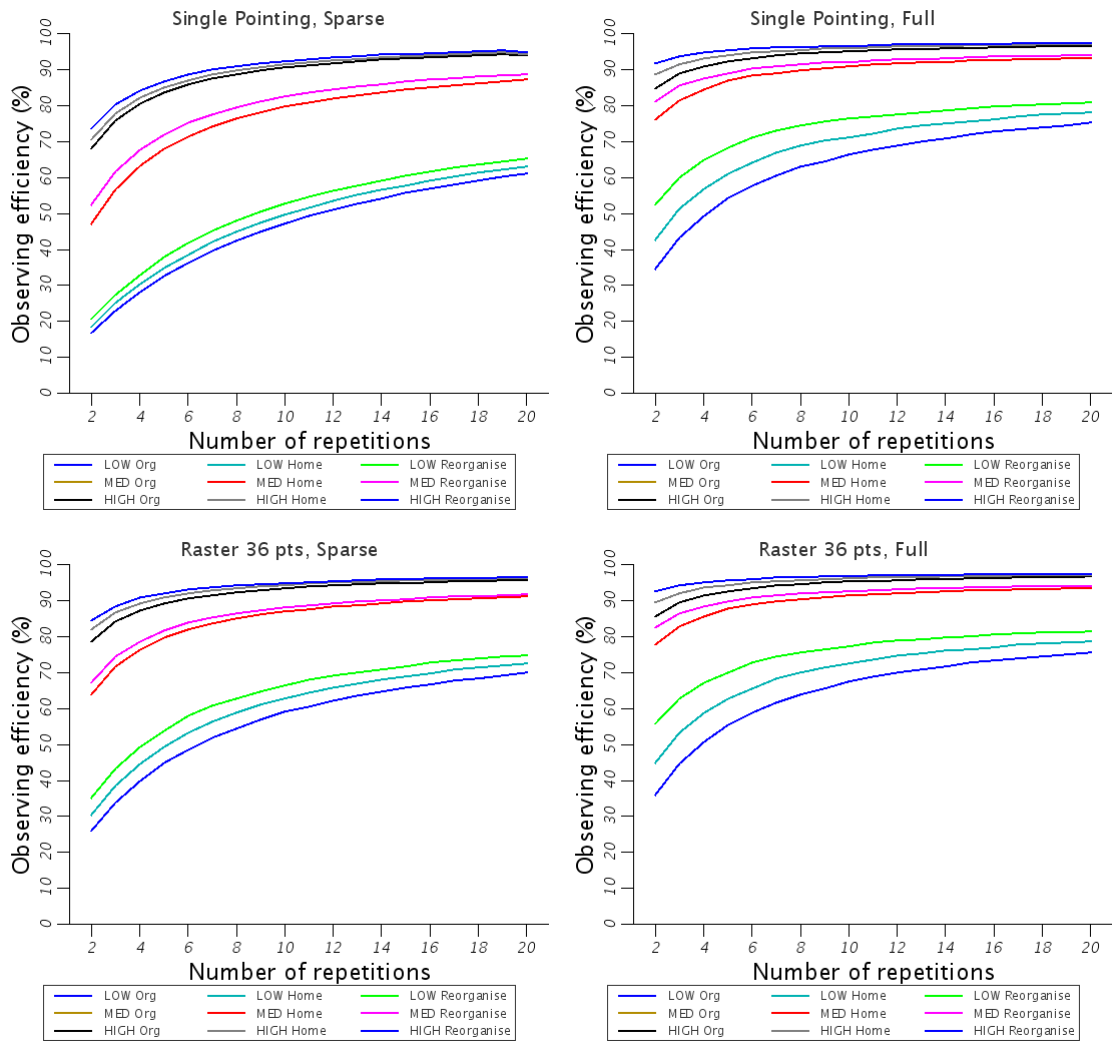 Single Pointing, Sparse
Observing efficiency (%)
0 10 20 30 40 50 60 70 80 90 100
2 4 6 8 10 12 14 16 18 20
Number of repetitions
LOW Org LOW Home LOW Reorganise
MED Org MED Home MED Reorganise
HIGH Org HIGH Home HIGH Reorganise
Single Pointing, Full
Observing efficiency (%)
0 10 20 30 40 50 60 70 80 90 100
2 4 6 8 10 12 14 16 18 20
Number of repetitions
LOW Org LOW Home LOW Reorganise
MED Org MED Home MED Reorganise
HIGH Org HIGH Home HIGH Reorganise
Raster 36 pts, Sparse
Observing efficiency (%)
0 10 20 30 40 50 60 70 80 90 100
2 4 6 8 10 12 14 16 18 20
Number of repetitions
LOW Org LOW Home LOW Reorganise
MED Org MED Home MED Reorganise
HIGH Org HIGH Home HIGH Reorganise
Raster 36 pts, Full
Observing efficiency (%)
0 10 20 30 40 50 60 70 80 90 100
2 4 6 8 10 12 14 16 18 20
Number of repetitions
LOW Org LOW Home LOW Reorganise
MED Org MED Home MED Reorganise
HIGH Org HIGH Home HIGH Reorganise